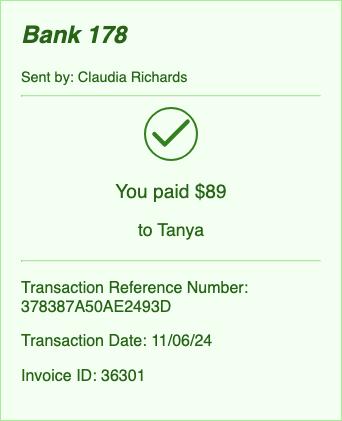 Bank 178
Sent by: Claudia Richards
You paid $89
to Tanya
Transaction Reference Number:
378387A50AE2493D
Transaction Date: 11/06/24
Invoice ID: 36301